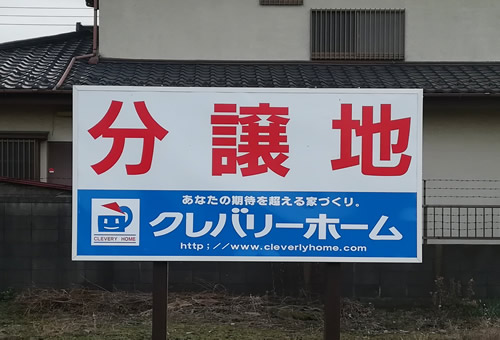 分譲地
あなたの期待を超える家づくり。
クレバリーホーム
http;//www.cleverlyhome.com
CLEVERY HOME